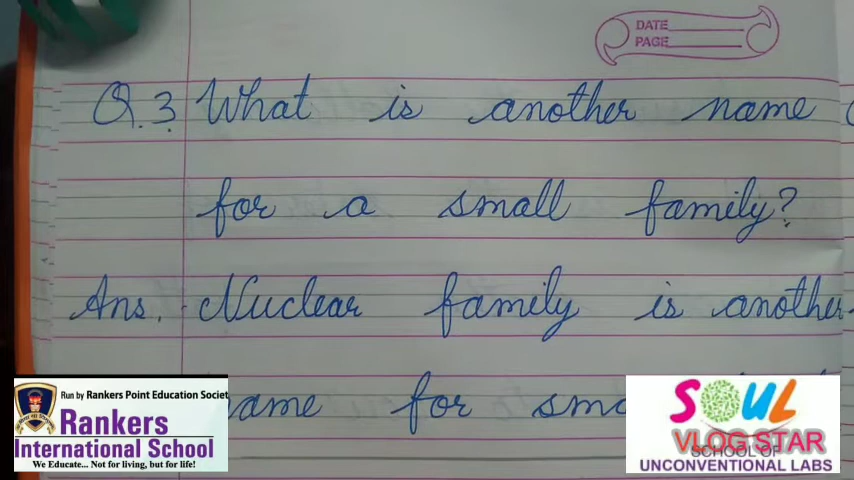 DATE
PAGE
Q.3 What is another name
for a small family?
Ans. Nuclear family is another
name for
Run by Rankers Point Education Societ
Rankers
International School
We Educate... Not for living, but for life!
SOUL
VLOG STAR
SCHOOL OF
UNCONVENTIONAL LABS